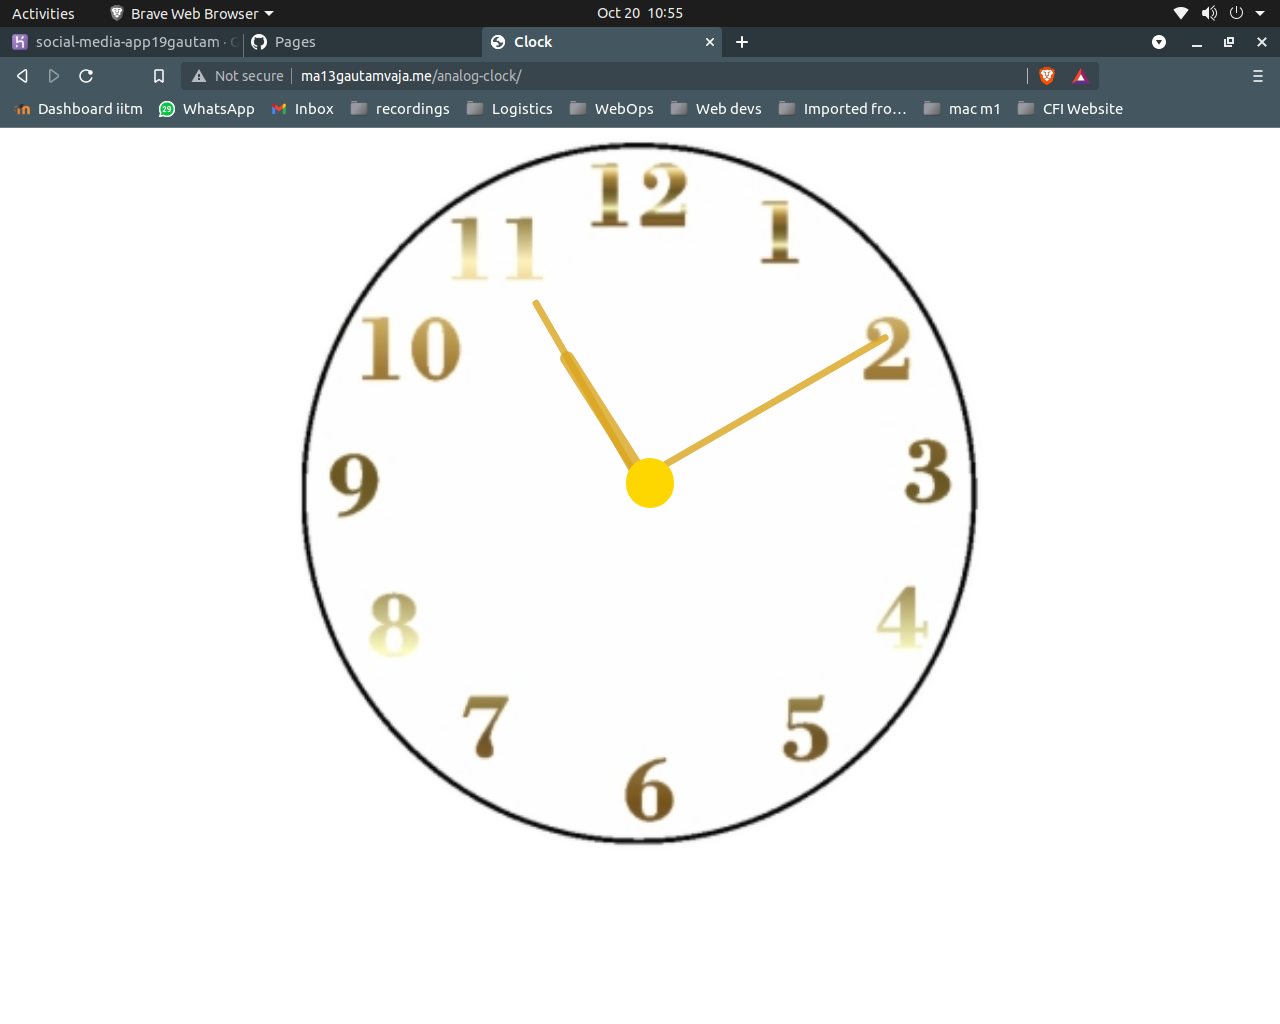 Activities Brave Web Browser Oct 20 10:55
social-media-app19gautam · Pages Clock
Not secure ma13gautamvaja.me/analog-clock/
Dashboard iitm 29 WhatsApp Inbox recordings Logistics WebOps Web devs Imported fro… mac m1 CFI Website
12
11 1
10 2
9 3
8 4
7 5
6